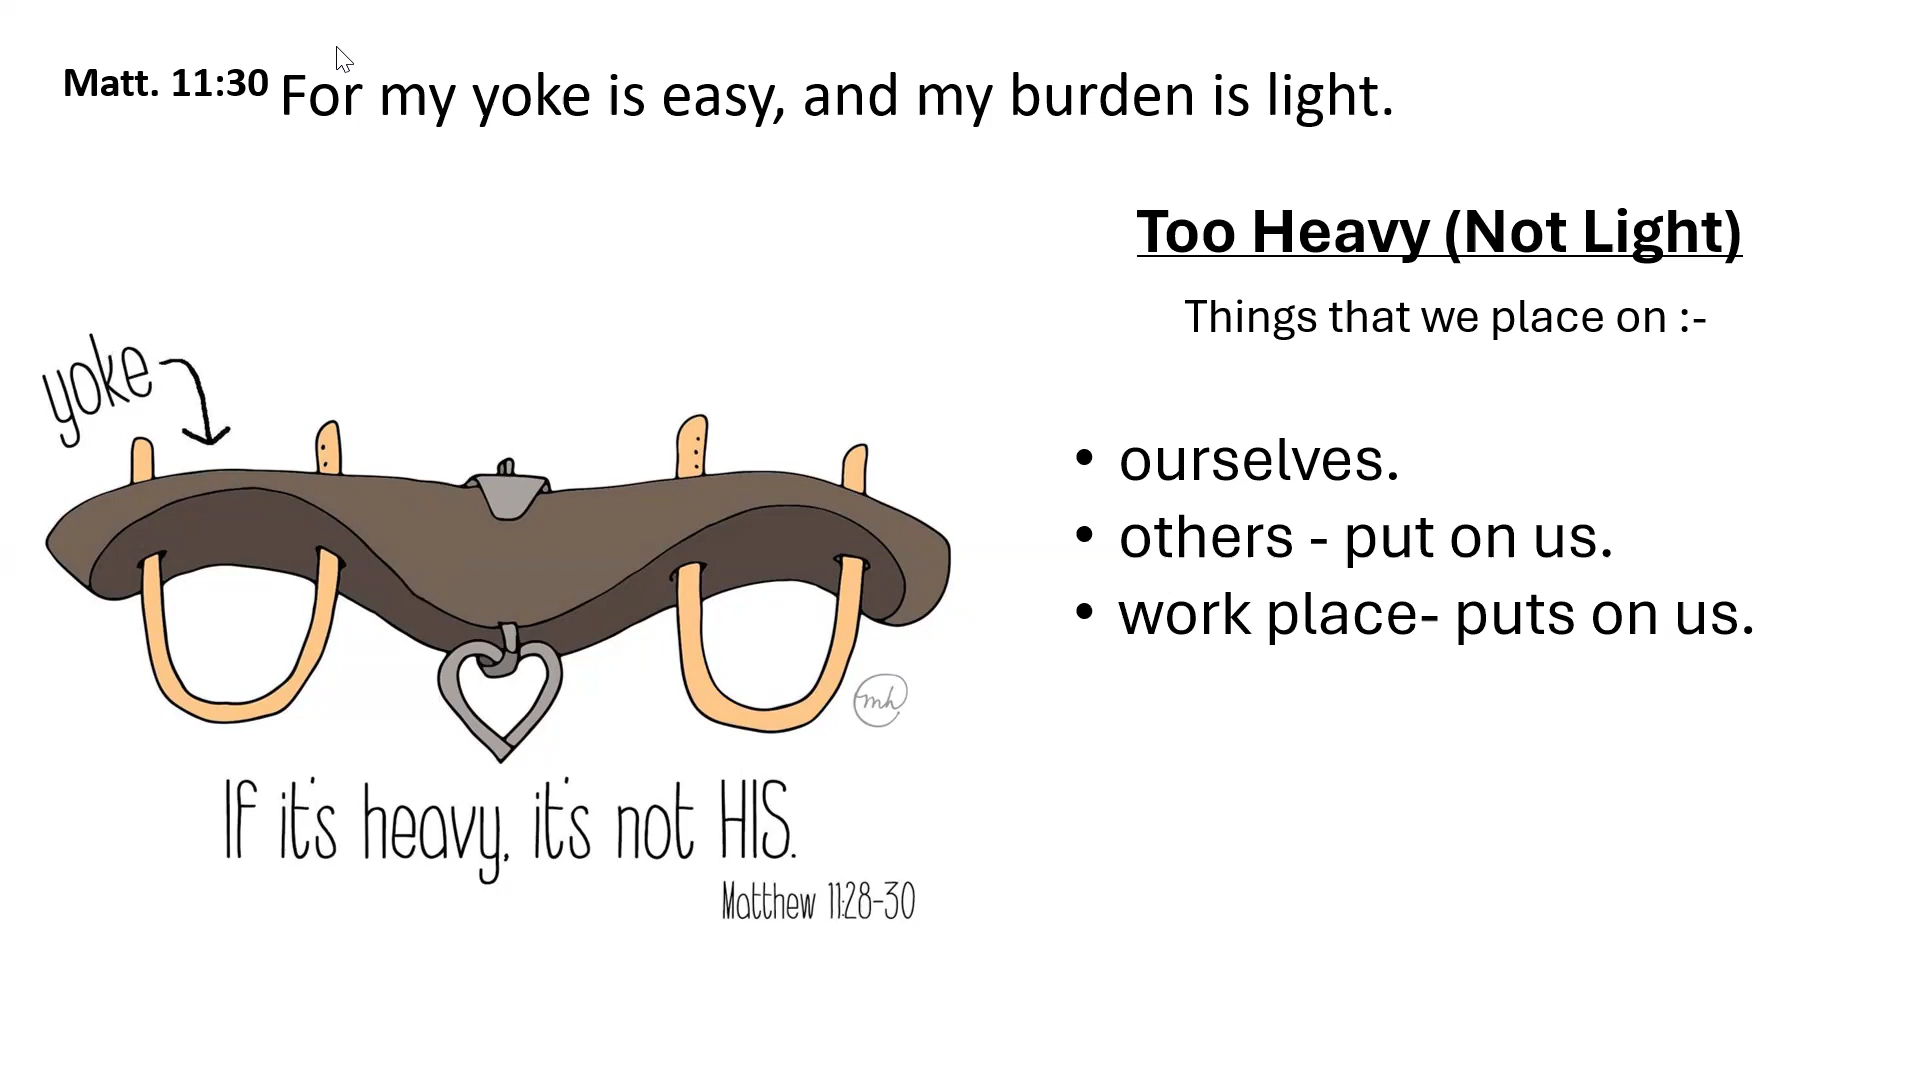 Matt. 11:30 For my yoke is easy, and my burden is light.
Too Heavy (Not Light)
Things that we place on :-
• ourselves.
• others - put on us.
• work place- puts on us.
yoke
mh
If it's heavy, it's not HIS.
Matthew 11:28-30